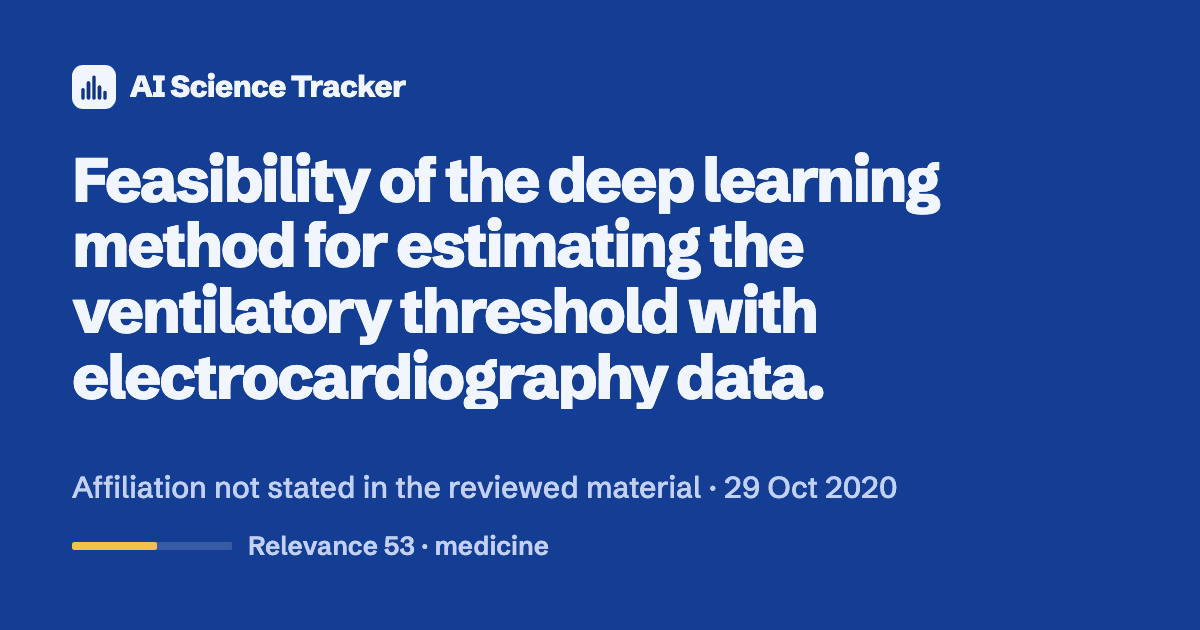 AI Science Tracker
Feasibility of the deep learning
method for estimating the
ventilatory threshold with
electrocardiography data.
Affiliation not stated in the reviewed material · 29 Oct 2020
Relevance 53 · medicine